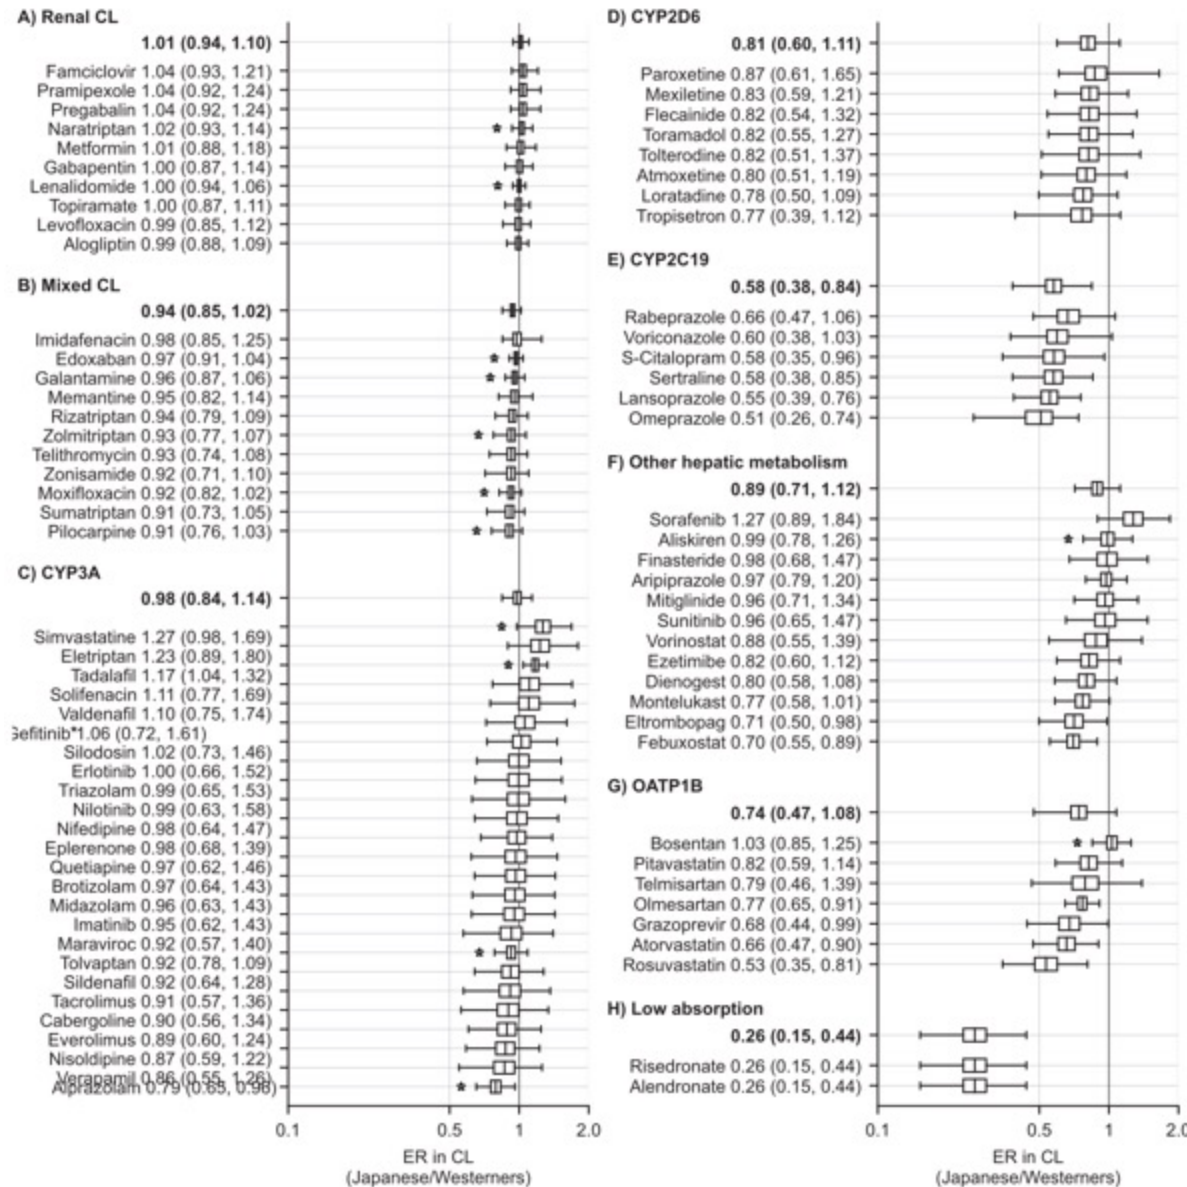 A) Renal CL
1.01 (0.94, 1.10)
Famciclovir 1.04 (0.93, 1.21)
Pramipexole 1.04 (0.92, 1.24)
Pregabalin 1.04 (0.92, 1.24)
Naratriptan 1.02 (0.93, 1.14)
Metformin 1.01 (0.88, 1.18)
Gabapentin 1.00 (0.87, 1.14)
Lenalidomide 1.00 (0.94, 1.06)
Topiramate 1.00 (0.87, 1.11)
Levofloxacin 0.99 (0.85, 1.12)
Alogliptin 0.99 (0.88, 1.09)
B) Mixed CL
0.94 (0.85, 1.02)
Imidafenacin 0.98 (0.85, 1.25)
Edoxaban 0.97 (0.91, 1.04)
Galantamine 0.96 (0.87, 1.06)
Memantine 0.95 (0.82, 1.14)
Rizatriptan 0.94 (0.79, 1.09)
Zolmitriptan 0.93 (0.77, 1.07)
Telithromycin 0.93 (0.74, 1.08)
Zonisamide 0.92 (0.71, 1.10)
Moxifloxacin 0.92 (0.82, 1.02)
Sumatriptan 0.91 (0.73, 1.05)
Pilocarpine 0.91 (0.76, 1.03)
C) CYP3A
0.98 (0.84, 1.14)
Simvastatine 1.27 (0.98, 1.69)
Eletriptan 1.23 (0.89, 1.80)
Tadalafil 1.17 (1.04, 1.32)
Solifenacin 1.11 (0.77, 1.69)
Valdenafil 1.10 (0.75, 1.74)
Gefitinib*1.06 (0.72, 1.61)
Silodosin 1.02 (0.73, 1.46)
Erlotinib 1.00 (0.66, 1.52)
Triazolam 0.99 (0.65, 1.53)
Nilotinib 0.99 (0.63, 1.58)
Nifedipine 0.98 (0.64, 1.47)
Eplerenone 0.98 (0.68, 1.39)
Quetiapine 0.97 (0.62, 1.46)
Brotizolam 0.97 (0.64, 1.43)
Midazolam 0.96 (0.63, 1.43)
Imatinib 0.95 (0.62, 1.43)
Maraviroc 0.92 (0.57, 1.40)
Tolvaptan 0.92 (0.78, 1.09)
Sildenafil 0.92 (0.64, 1.28)
Tacrolimus 0.91 (0.57, 1.36)
Cabergoline 0.90 (0.56, 1.34)
Everolimus 0.89 (0.60, 1.24)
Nisoldipine 0.87 (0.59, 1.22)
Verapamil 0.86 (0.55, 1.26)
Alprazolam 0.79 (0.65, 0.96)
0.1 0.5 1 2.0
ER in CL
(Japanese/Westerners)
D) CYP2D6
0.81 (0.60, 1.11)
Paroxetine 0.87 (0.61, 1.65)
Mexiletine 0.83 (0.59, 1.21)
Flecainide 0.82 (0.54, 1.32)
Toramadol 0.82 (0.55, 1.27)
Tolterodine 0.82 (0.51, 1.37)
Atmoxetine 0.80 (0.51, 1.19)
Loratadine 0.78 (0.50, 1.09)
Tropisetron 0.77 (0.39, 1.12)
E) CYP2C19
0.58 (0.38, 0.84)
Rabeprazole 0.66 (0.47, 1.06)
Voriconazole 0.60 (0.38, 1.03)
S-Citalopram 0.58 (0.35, 0.96)
Sertraline 0.58 (0.38, 0.85)
Lansoprazole 0.55 (0.39, 0.76)
Omeprazole 0.51 (0.26, 0.74)
F) Other hepatic metabolism
0.89 (0.71, 1.12)
Sorafenib 1.27 (0.89, 1.84)
Aliskiren 0.99 (0.78, 1.26)
Finasteride 0.98 (0.68, 1.47)
Aripiprazole 0.97 (0.79, 1.20)
Mitiglinide 0.96 (0.71, 1.34)
Sunitinib 0.96 (0.65, 1.47)
Vorinostat 0.88 (0.55, 1.39)
Ezetimibe 0.82 (0.60, 1.12)
Dienogest 0.80 (0.58, 1.08)
Montelukast 0.77 (0.58, 1.01)
Eltrombopag 0.71 (0.50, 0.98)
Febuxostat 0.70 (0.55, 0.89)
G) OATP1B
0.74 (0.47, 1.08)
Bosentan 1.03 (0.85, 1.25)
Pitavastatin 0.82 (0.59, 1.14)
Telmisartan 0.79 (0.46, 1.39)
Olmesartan 0.77 (0.65, 0.91)
Grazoprevir 0.68 (0.44, 0.99)
Atorvastatin 0.66 (0.47, 0.90)
Rosuvastatin 0.53 (0.35, 0.81)
H) Low absorption
0.26 (0.15, 0.44)
Risedronate 0.26 (0.15, 0.44)
Alendronate 0.26 (0.15, 0.44)
0.1 0.5 1 2.0
ER in CL
(Japanese/Westerners)